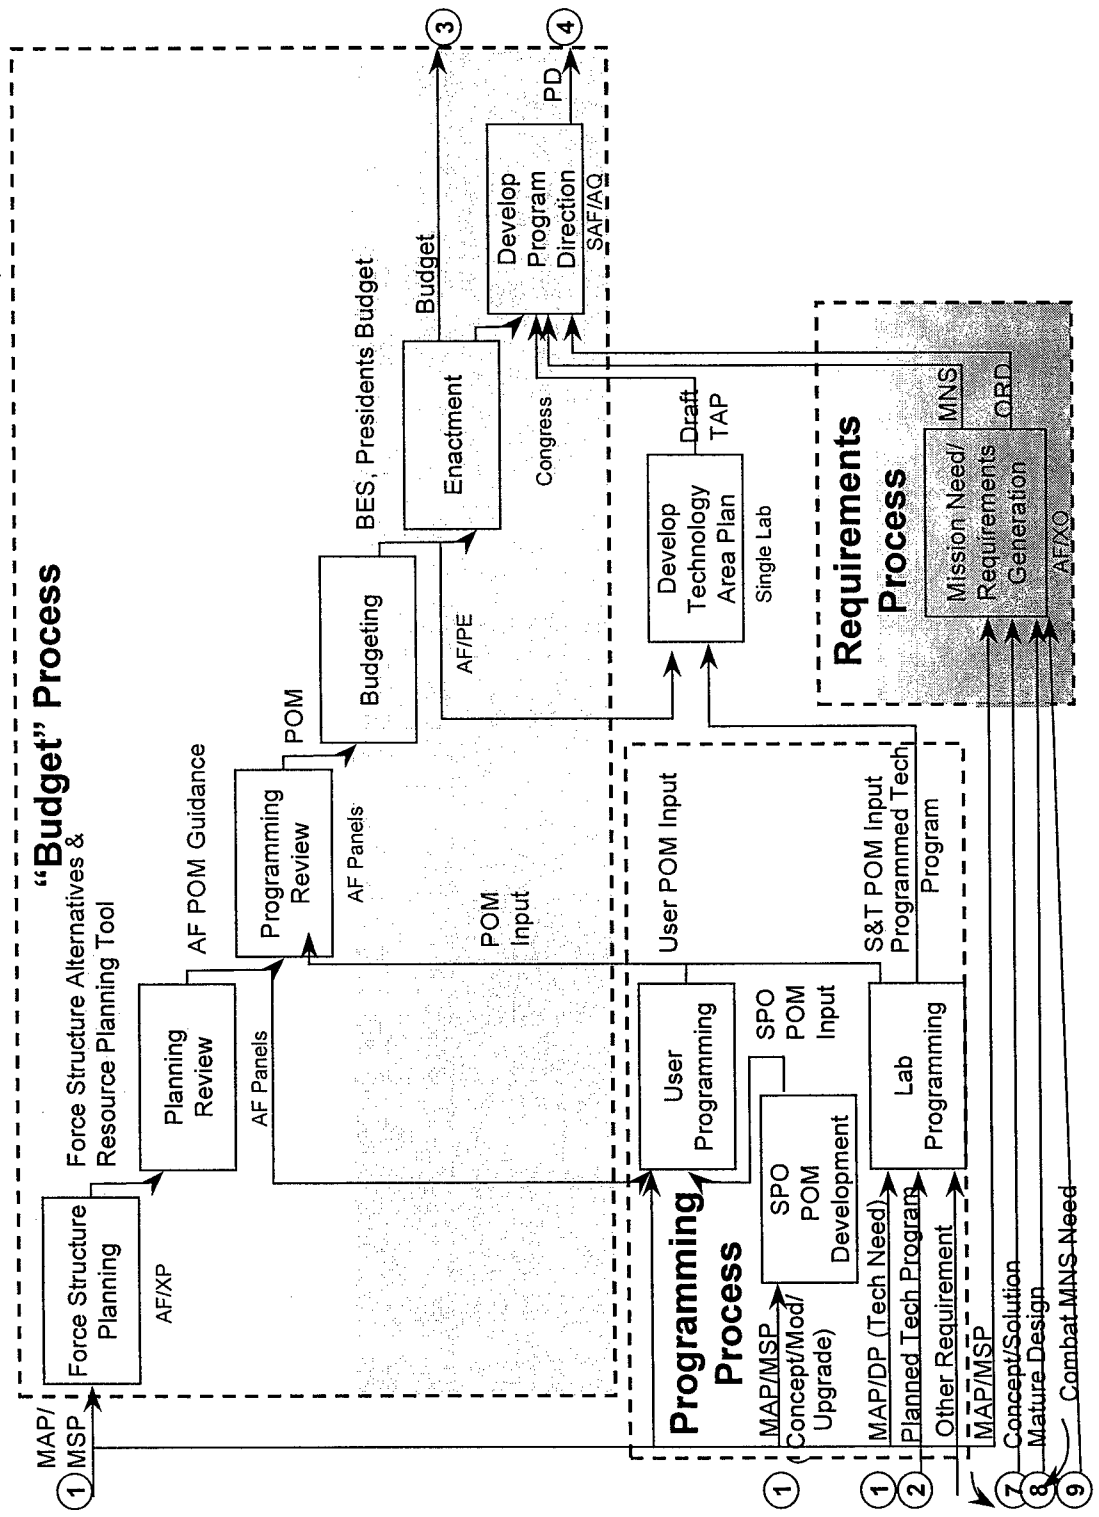 “Budget” Process
MAP/
MSP
1
Force Structure
Planning
AF/XP
Force Structure Alternatives &
Resource Planning Tool
Planning
Review
AF Panels
AF POM Guidance
Programming
Review
AF Panels
POM
Budgeting
AF/PE
BES, Presidents Budget
Enactment
Congress
Budget
3
Develop
Program
Direction
SAF/AQ
PD
4
POM
Input
Programming
Process
User
Programming
User POM Input
1
MAP/MSP
(Concept/Mod/
Upgrade)
SPO
POM
Development
SPO
POM
Input
1
MAP/DP (Tech Need)
2
Planned Tech Program
Other Requirement
Lab
Programming
S&T POM Input
Programmed Tech
Program
Develop
Technology
Area Plan
Single Lab
Draft
TAP
Requirements
Process
MAP/MSP
7
Concept/Solution
8
Mature Design
9
Combat MNS Need
Mission Need/
Requirements
Generation
AF/XO
MNS
ORD